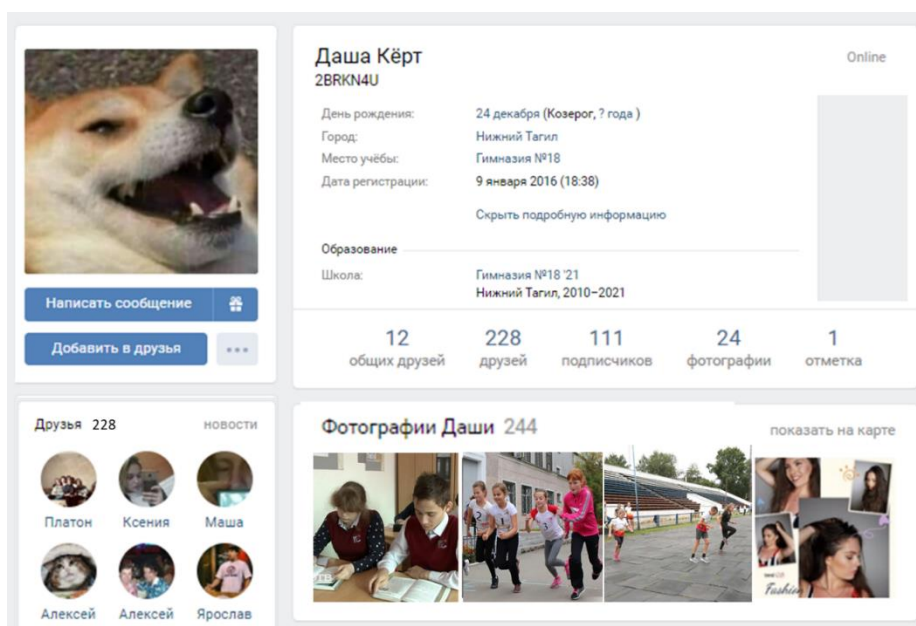 Даша Кёрт
Online
2BRKN4U
День рождения: 24 декабря (Козерог, ? года )
Город: Нижний Тагил
Место учёбы: Гимназия №18
Дата регистрации: 9 января 2016 (18:38)
Скрыть подробную информацию
Образование
Школа: Гимназия №18 '21
Нижний Тагил, 2010–2021
Написать сообщение
Добавить в друзья
12 228 111 24 1
общих друзей друзей подписчиков фотографии отметка
Друзья 228 новости
Платон Ксения Маша
Алексей Алексей Ярослав
Фотографии Даши 244 показать на карте
Fashion